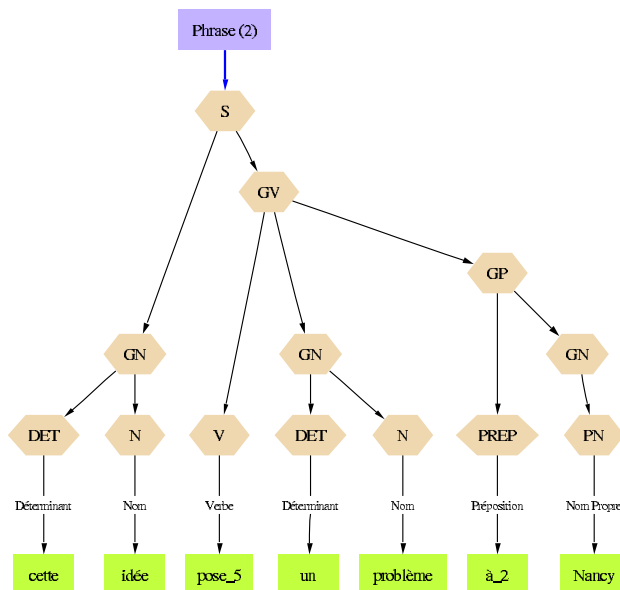 Phrase (2)
S
GV
GP
GN GN GN
DET N V DET N PREP PN
Déterminant Nom Verbe Déterminant Nom Préposition Nom Propre
cette idée pose_5 un problème à_2 Nancy